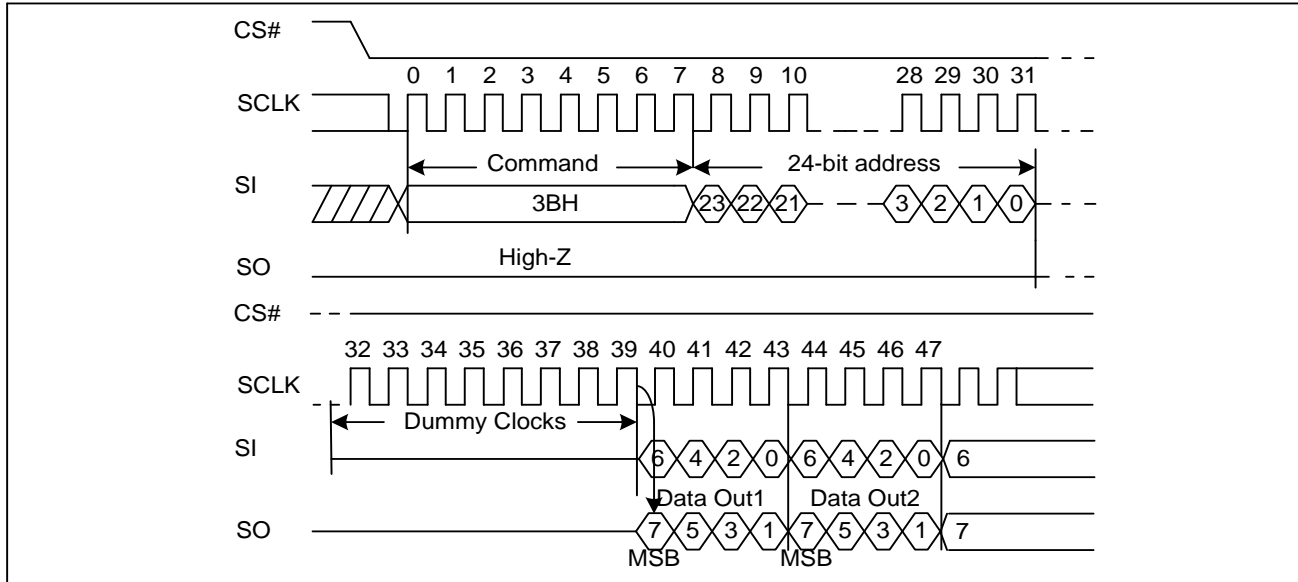 CS#
0 1 2 3 4 5 6 7 8 9 10 28 29 30 31
SCLK
Command 24-bit address
SI
3BH 23 22 21 3 2 1 0
High-Z
SO
CS#
32 33 34 35 36 37 38 39 40 41 42 43 44 45 46 47
SCLK
Dummy Clocks
SI
6 4 2 0 6 4 2 0 6
Data Out1 Data Out2
SO
7 5 3 1 7 5 3 1 7
MSB MSB